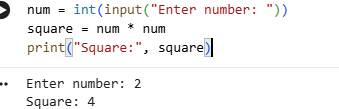 num = int(input("Enter number: "))
square = num * num
print("Square:", square)
Enter number: 2
Square: 4